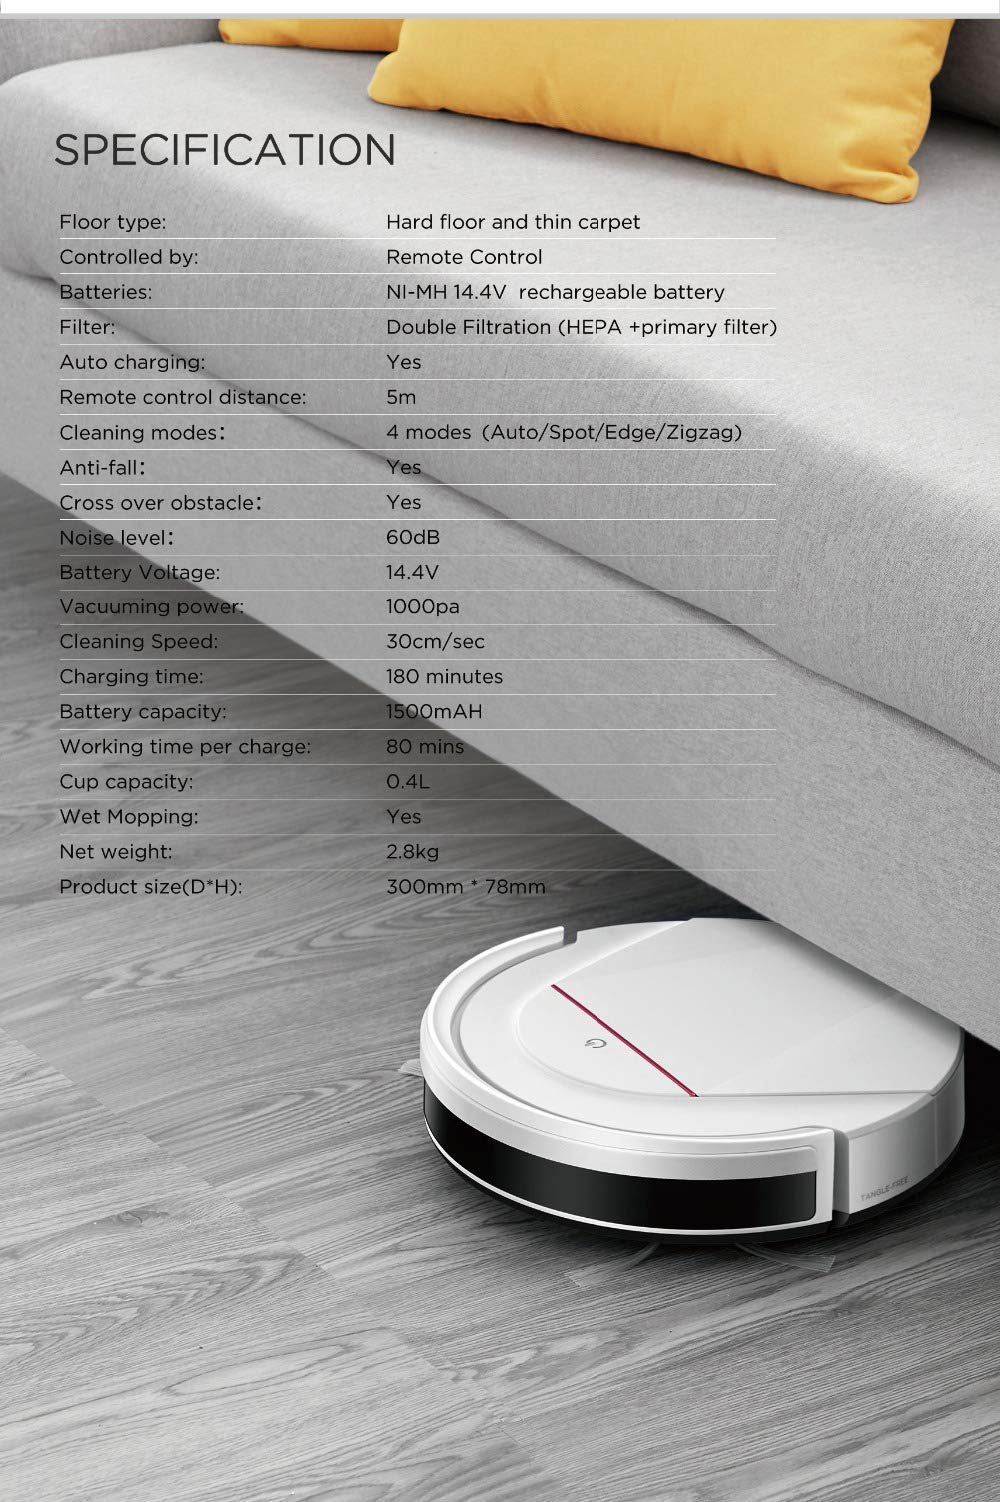 SPECIFICATION
Floor type: Hard floor and thin carpet
Controlled by: Remote Control
Batteries: NI-MH 14.4V rechargeable battery
Filter: Double Filtration (HEPA +primary filter)
Auto charging: Yes
Remote control distance: 5m
Cleaning modes： 4 modes (Auto/Spot/Edge/Zigzag)
Anti-fall： Yes
Cross over obstacle： Yes
Noise level： 60dB
Battery Voltage: 14.4V
Vacuuming power: 1000pa
Cleaning Speed: 30cm/sec
Charging time: 180 minutes
Battery capacity: 1500mAH
Working time per charge: 80 mins
Cup capacity: 0.4L
Wet Mopping: Yes
Net weight: 2.8kg
Product size(D*H): 300mm * 78mm
TANGLE-FREE